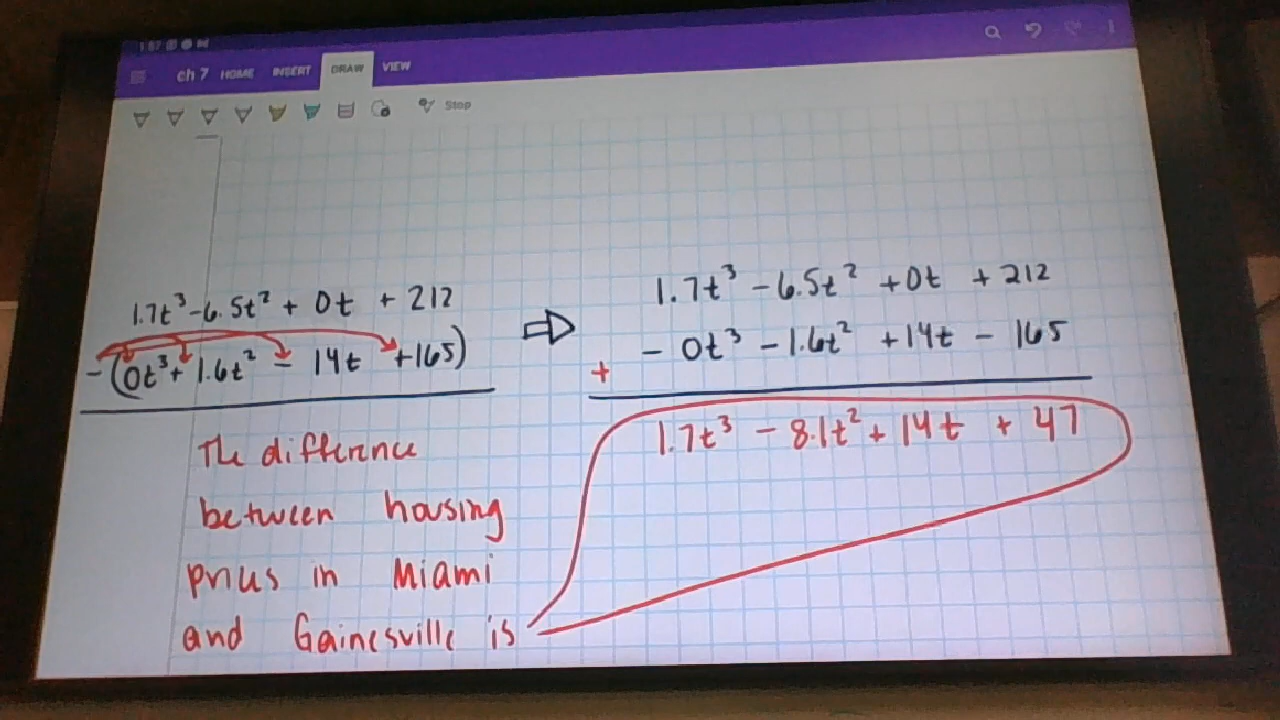 ch 7 HOME INSERT DRAW VIEW
Stop
1.7t³ - 6.5t² + 0t + 212
-(0t³ + 1.6t² - 14t + 165)
1.7t³ - 6.5t² + 0t + 212
- 0t³ - 1.6t² + 14t - 165
+
1.7t³ - 8.1t² + 14t + 47
The difference
between housing
prices in Miami
and Gainesville is